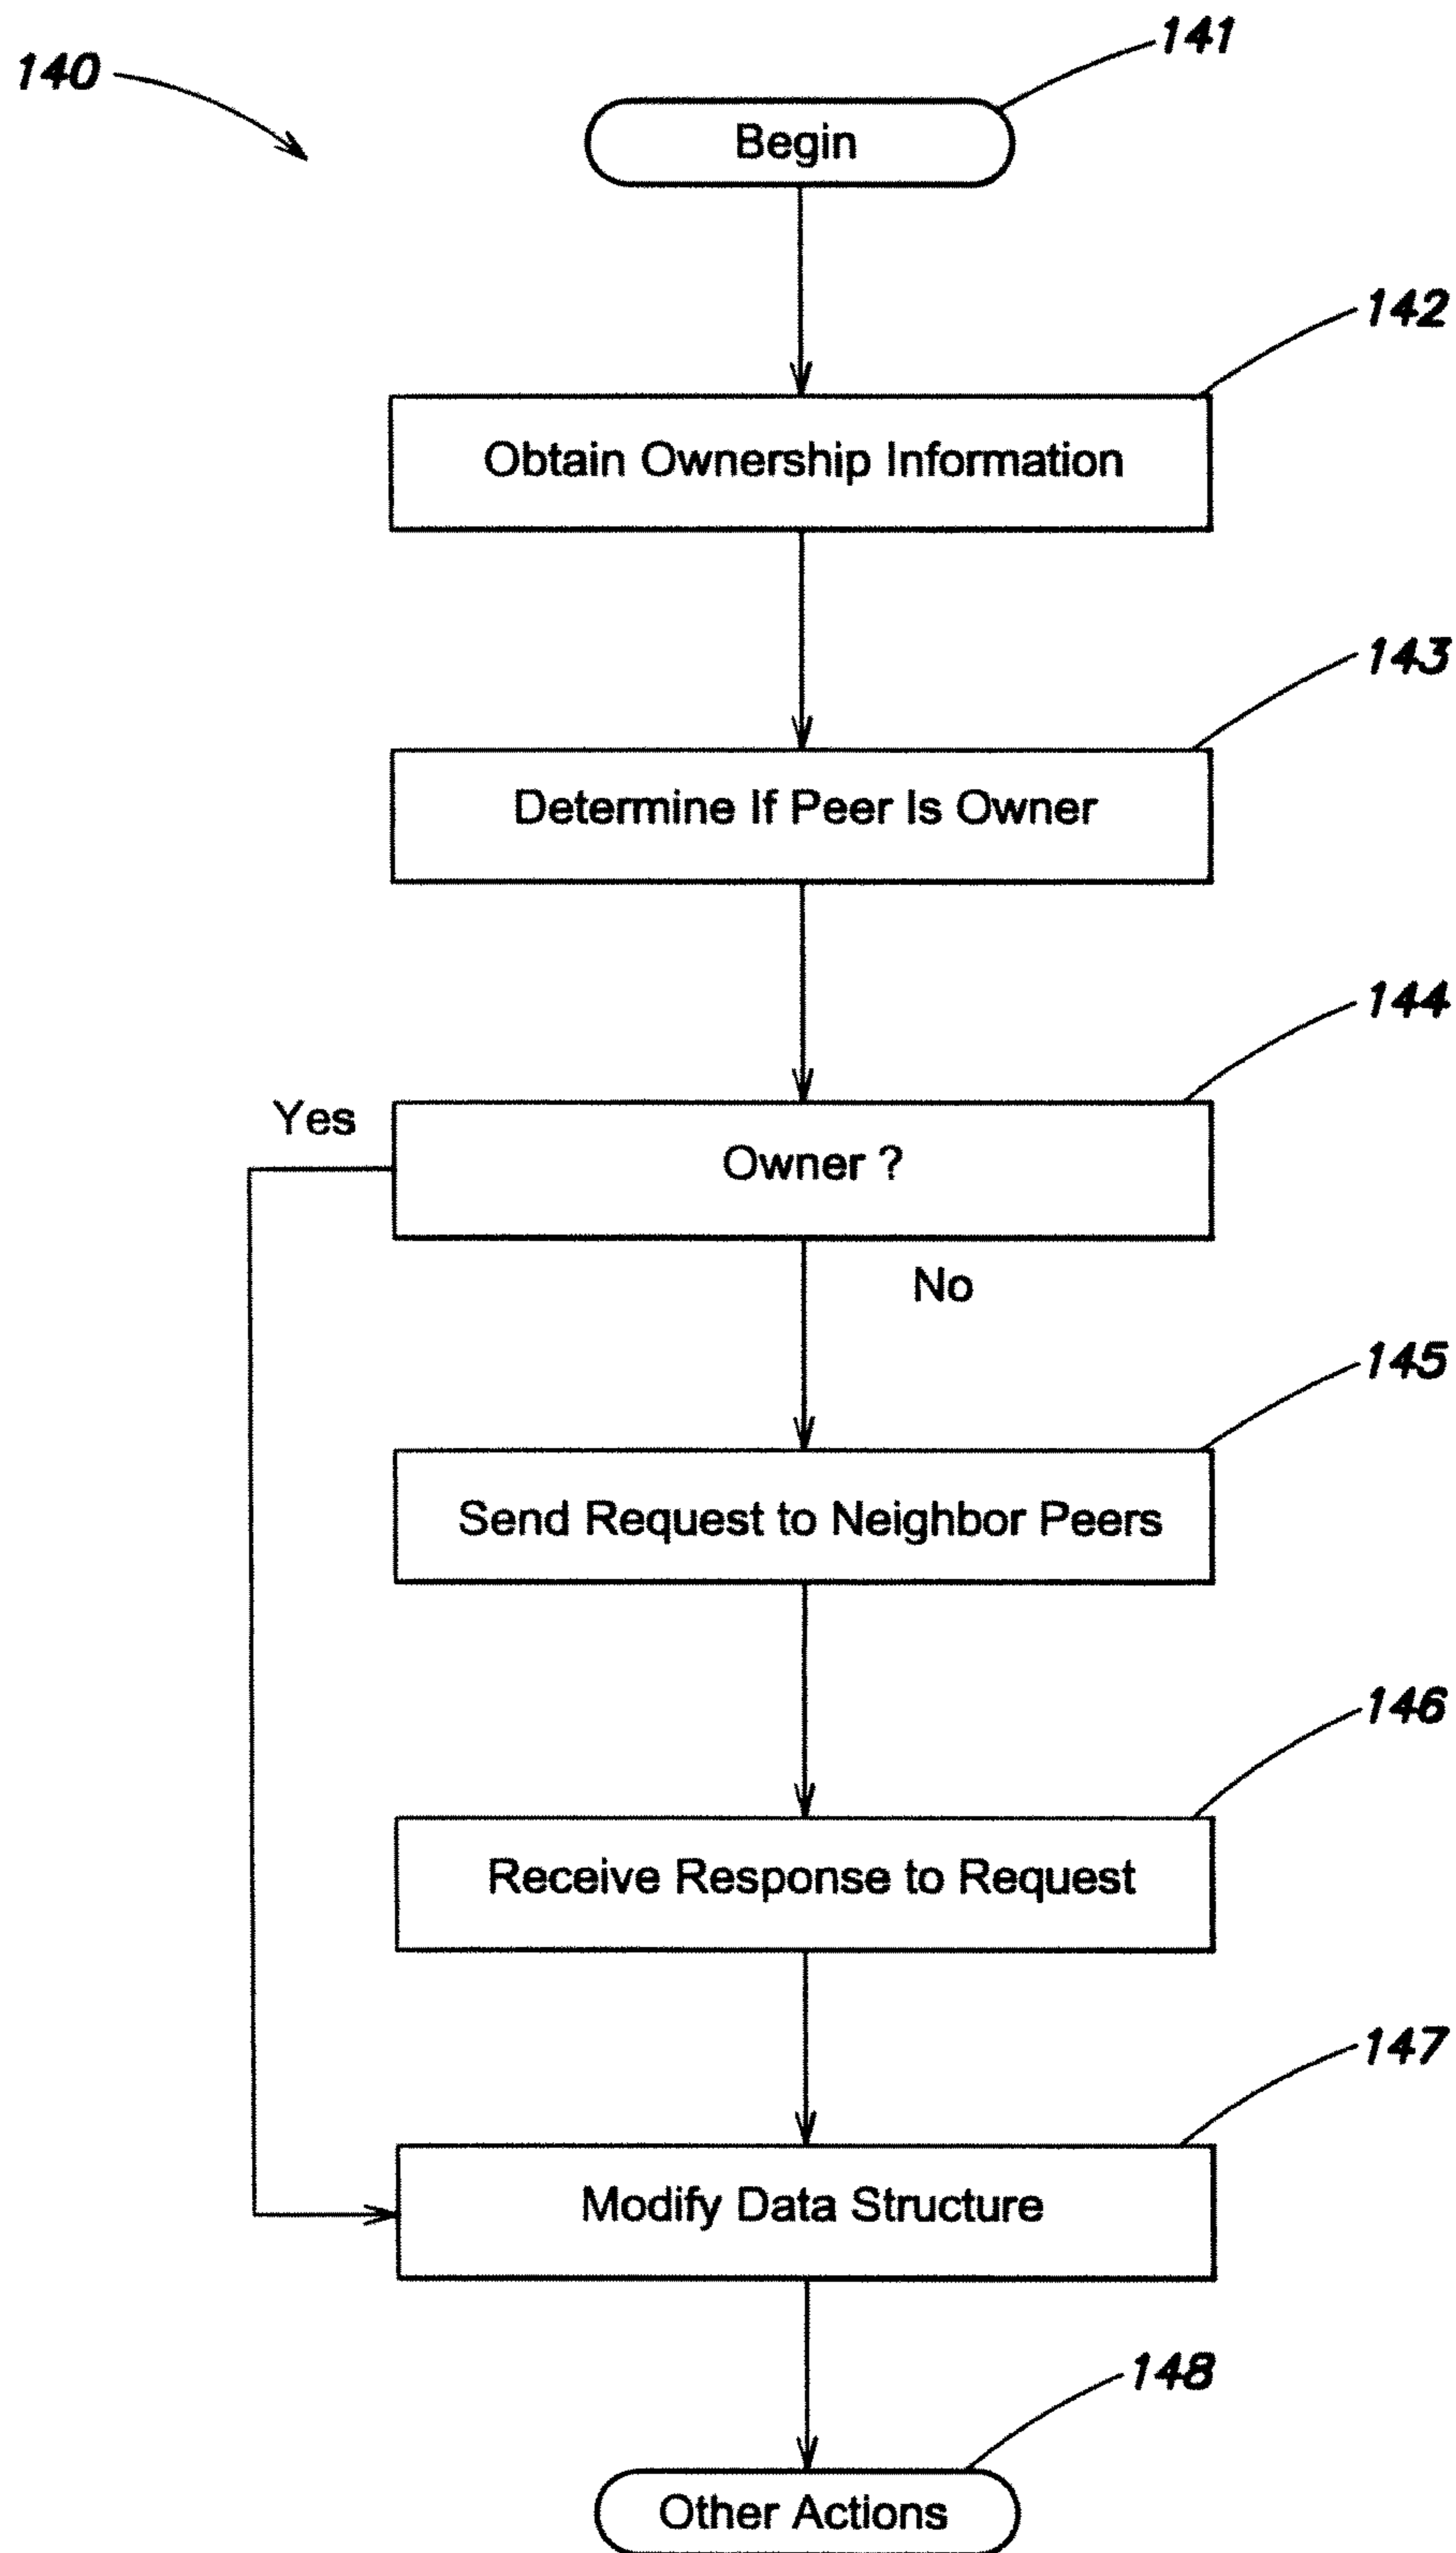 141
140
Begin
142
Obtain Ownership Information
143
Determine If Peer Is Owner
144
Yes
Owner ?
No
145
Send Request to Neighbor Peers
146
Receive Response to Request
147
Modify Data Structure
148
Other Actions